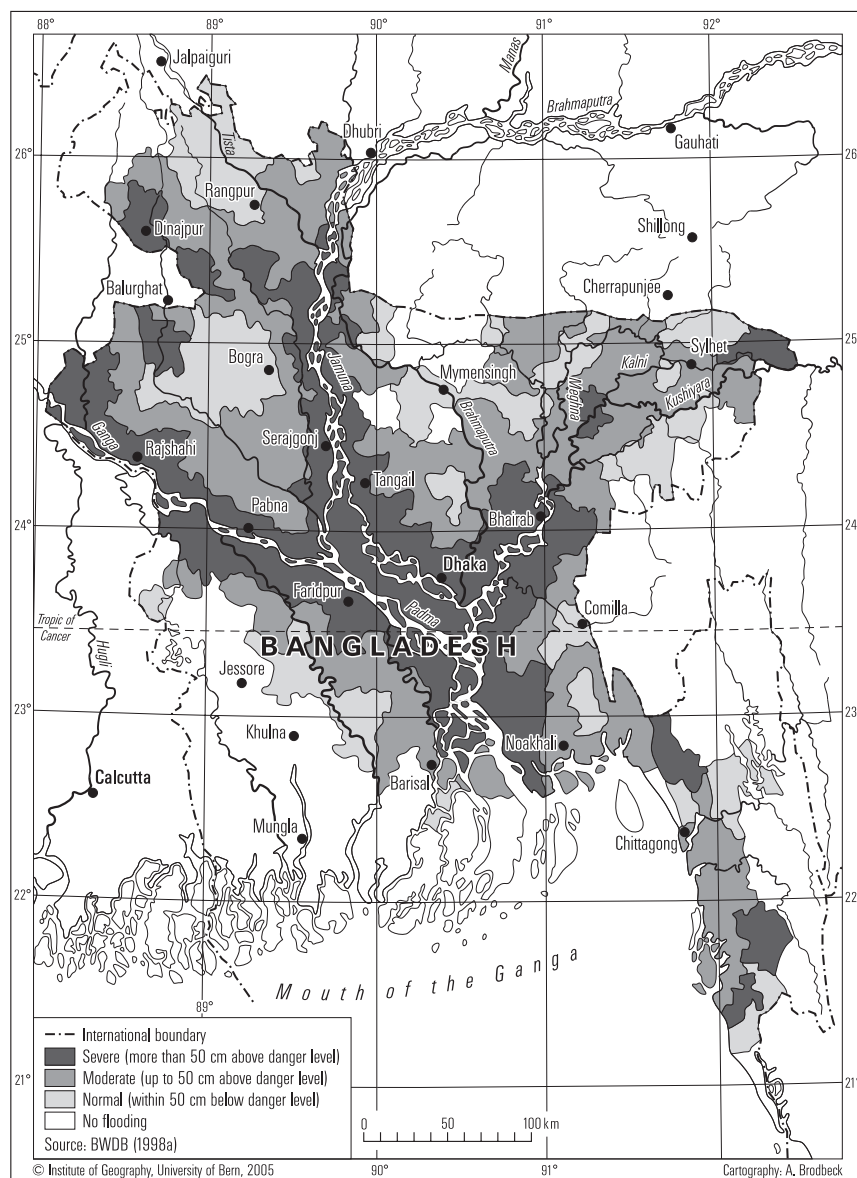 88° 89° 90° 91° 92°
Jalpaiguri
Manas
Brahmaputra
Dhubri
Gauhati
Tista
26° 26°
Rangpur
Shillong
Dinajpur
Cherrapunjee
Balurghat
25° 25°
Sylhet
Kalni
Bogra
Jamuna
Mymensingh
Meghna
Kushiyara
Brahmaputra
Ganga
Serajgonj
Rajshahi
Tangail
Pabna
Bhairab
24° 24°
Dhaka
Faridpur
Padma
Comilla
Tropic of
Cancer
BANGLADESH
Hugli
Jessore
23° 23°
Khulna
Noakhali
Calcutta
Barisal
Mungla
Chittagong
22° 22°
Mouth of the Ganga
89°
International boundary
Severe (more than 50 cm above danger level)
Moderate (up to 50 cm above danger level)
21° 21°
Normal (within 50 cm below danger level)
No flooding
0 50 100 km
Source: BWDB (1998a)
© Institute of Geography, University of Bern, 2005
90° 91°
Cartography: A. Brodbeck